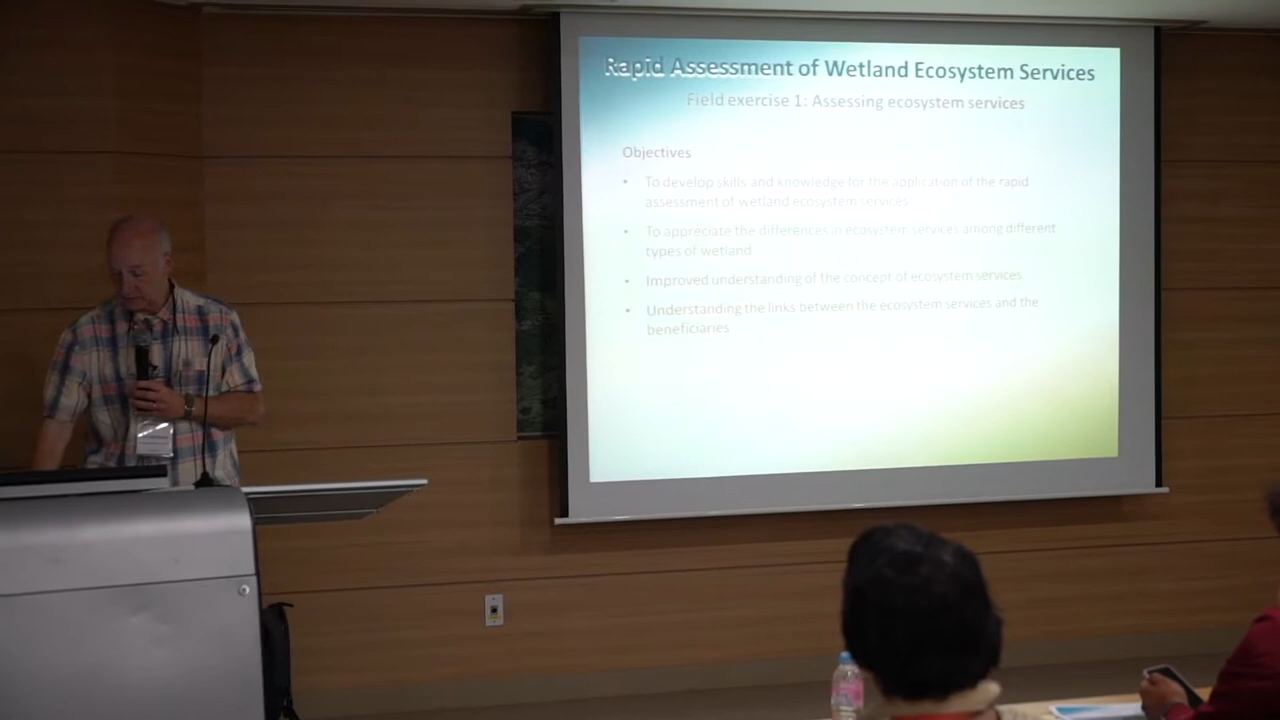 Rapid Assessment of Wetland Ecosystem Services
Field exercise 1: Assessing ecosystem services
Objectives
• To develop skills and knowledge for the application of the rapid
assessment of wetland ecosystem services
• To appreciate the differences in ecosystem services among different
types of wetland
• Improved understanding of the concept of ecosystem services
• Understanding the links between the ecosystem services and the
beneficiaries